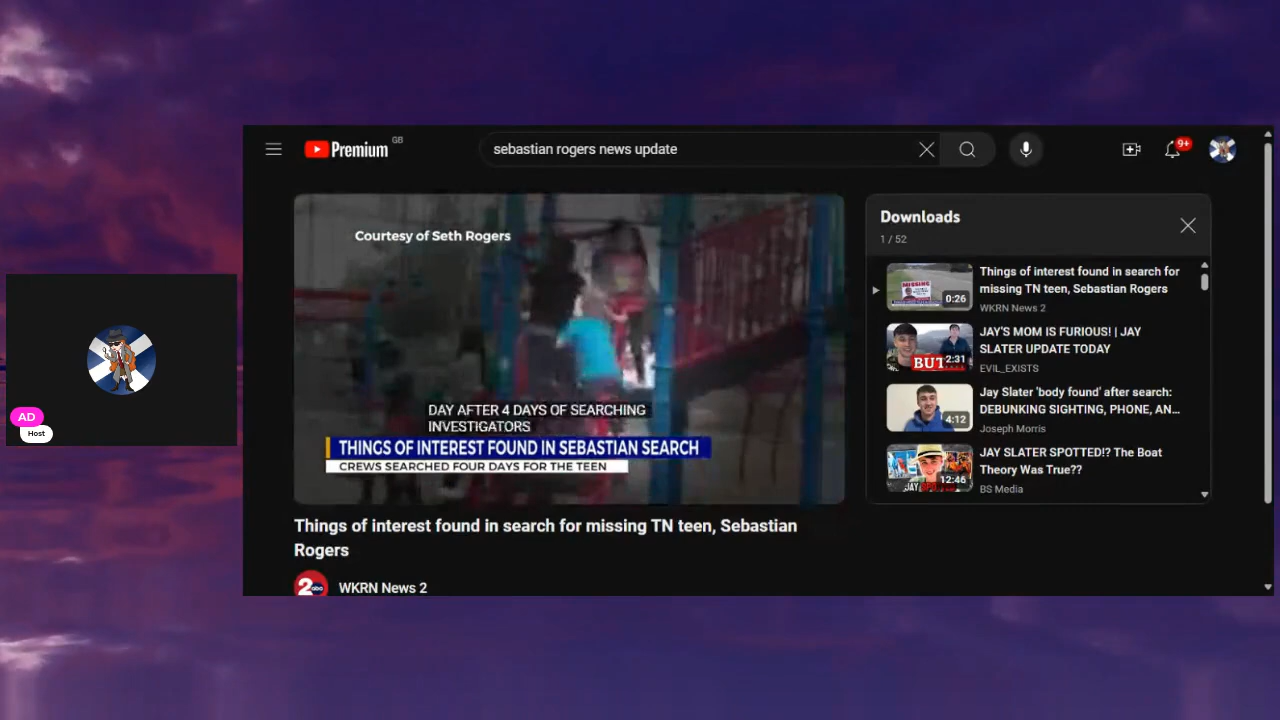 Premium GB
sebastian rogers news update
9+
Courtesy of Seth Rogers
DAY AFTER 4 DAYS OF SEARCHING
INVESTIGATORS
THINGS OF INTEREST FOUND IN SEBASTIAN SEARCH
CREWS SEARCHED FOUR DAYS FOR THE TEEN
Things of interest found in search for missing TN teen, Sebastian
Rogers
2 abc
WKRN News 2
Downloads
1 / 52
MISSING
0:26
Things of interest found in search for
missing TN teen, Sebastian Rogers
WKRN News 2
BUT
2:31
JAY'S MOM IS FURIOUS! | JAY
SLATER UPDATE TODAY
EVIL_EXISTS
4:12
Jay Slater 'body found' after search:
DEBUNKING SIGHTING, PHONE, AN...
Joseph Morris
JAY
12:46
JAY SLATER SPOTTED!? The Boat
Theory Was True??
BS Media
AD
Host